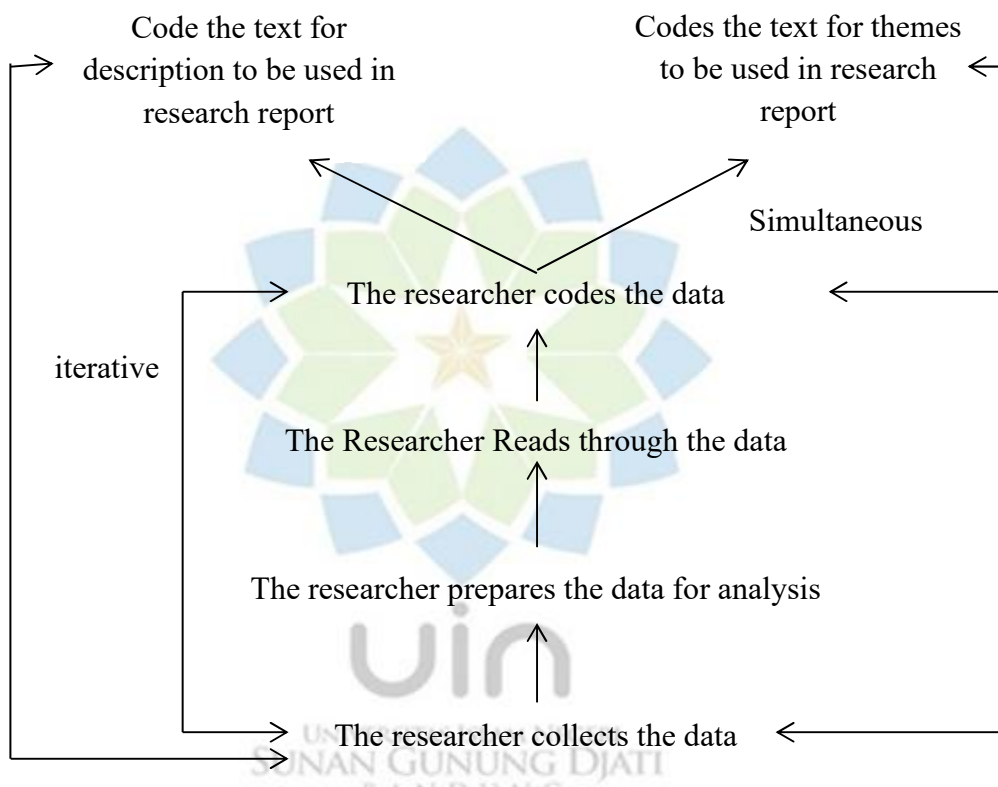 Code the text for
description to be used in
research report
Codes the text for themes
to be used in research
report
Simultaneous
The researcher codes the data
iterative
The Researcher Reads through the data
The researcher prepares the data for analysis
uin
The researcher collects the data
SUNAN GUNUNG DJATI